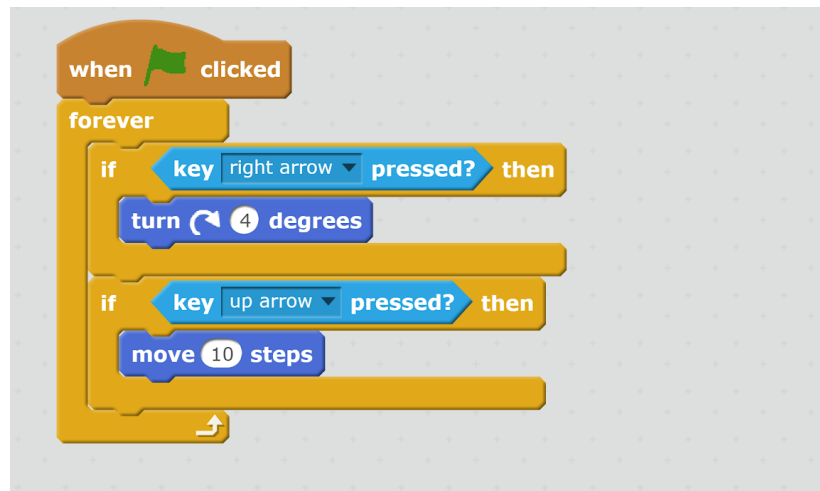 when clicked
forever
if key right arrow pressed? then
turn 4 degrees
if key up arrow pressed? then
move 10 steps